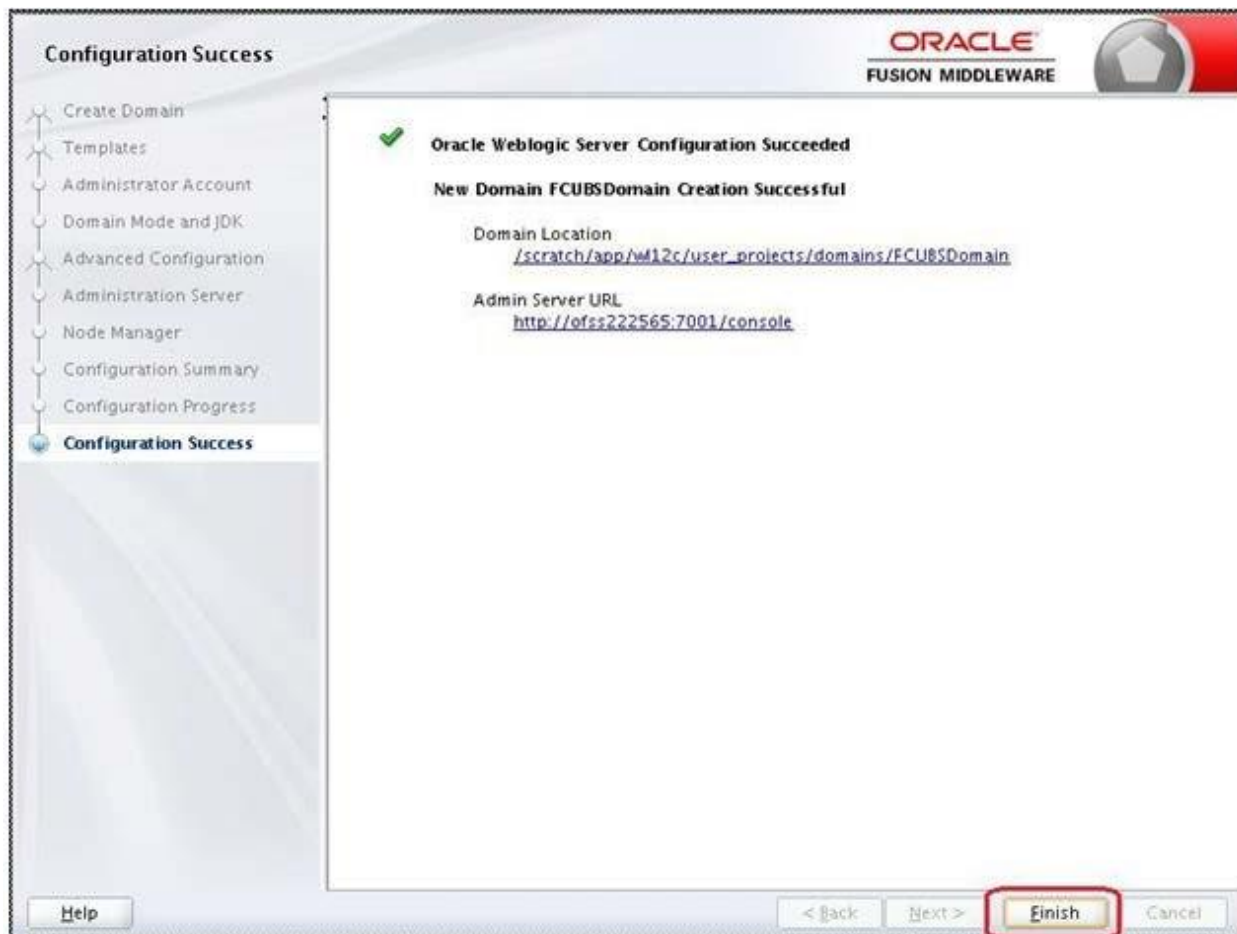 Configuration Success
ORACLE
FUSION MIDDLEWARE
Create Domain
Templates
Administrator Account
Domain Mode and JDK
Advanced Configuration
Administration Server
Node Manager
Configuration Summary
Configuration Progress
Configuration Success
Oracle Weblogic Server Configuration Succeeded
New Domain FCUBSDomain Creation Successful
Domain Location
/scratch/app/wl12c/user_projects/domains/FCUBSDomain
Admin Server URL
http://ofss222565:7001/console
Help
< Back
Next >
Finish
Cancel